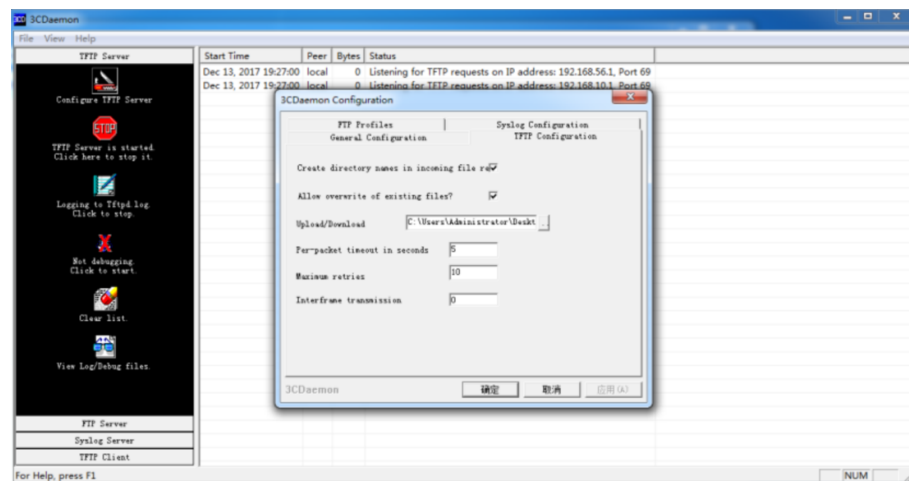 3CDaemon
File View Help
TFTP Server
Start Time Peer Bytes Status
Dec 13, 2017 19:27:00 local 0 Listening for TFTP requests on IP address: 192.168.56.1, Port 69
Dec 13, 2017 19:27:00 local 0 Listening for TFTP requests on IP address: 192.168.10.1, Port 69
Configure TFTP Server
STOP
TFTP Server is started.
Click here to stop it.
Logging to Tftpd.log.
Click to stop.
Not debugging.
Click to start.
Clear list.
View Log/Debug files.
FTP Server
Syslog Server
TFTP Client
3CDaemon Configuration
FTP Profiles Syslog Configuration
General Configuration TFTP Configuration
Create directory names in incoming file re
Allow overwrite of existing files?
Upload/Download C:\Users\Administrator\Deskt ..
Per-packet timeout in seconds 5
Maximum retries 10
Interframe transmission 0
3CDaemon 确定 取消 应用(A)
For Help, press F1 NUM